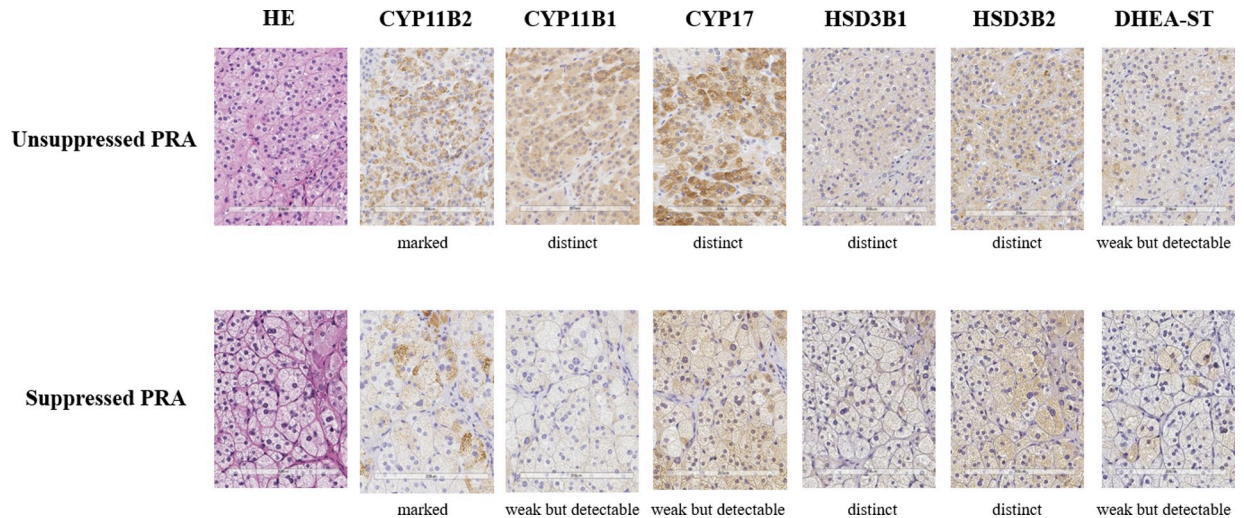 HE CYP11B2 CYP11B1 CYP17 HSD3B1 HSD3B2 DHEA-ST
Unsuppressed PRA
marked distinct distinct distinct distinct weak but detectable
Suppressed PRA
marked weak but detectable weak but detectable distinct distinct weak but detectable